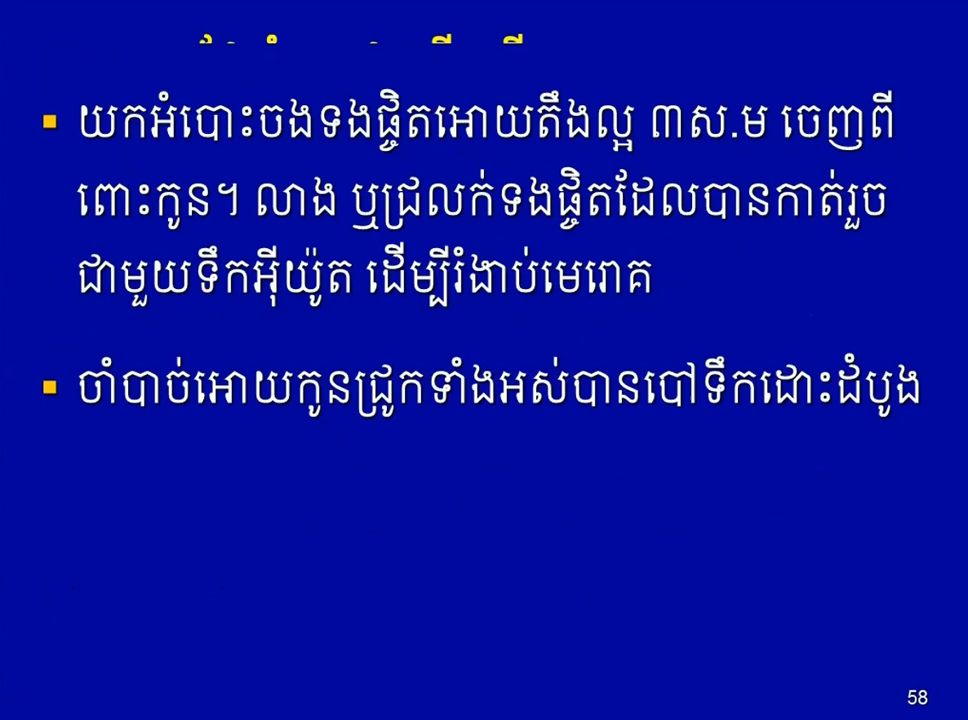 ▪ យកអំបោះចងទងផ្ចិតអោយតឹងល្អ ៣ស.ម ចេញពី
ពោះកូន។ លាង ឬជ្រលក់ទងផ្ចិតដែលបានកាត់រួច
ជាមួយទឹកអ៊ីយ៉ូត ដើម្បីរំងាប់មេរោគ
▪ ចាំបាច់អោយកូនជ្រូកទាំងអស់បានបៅទឹកដោះដំបូង
58